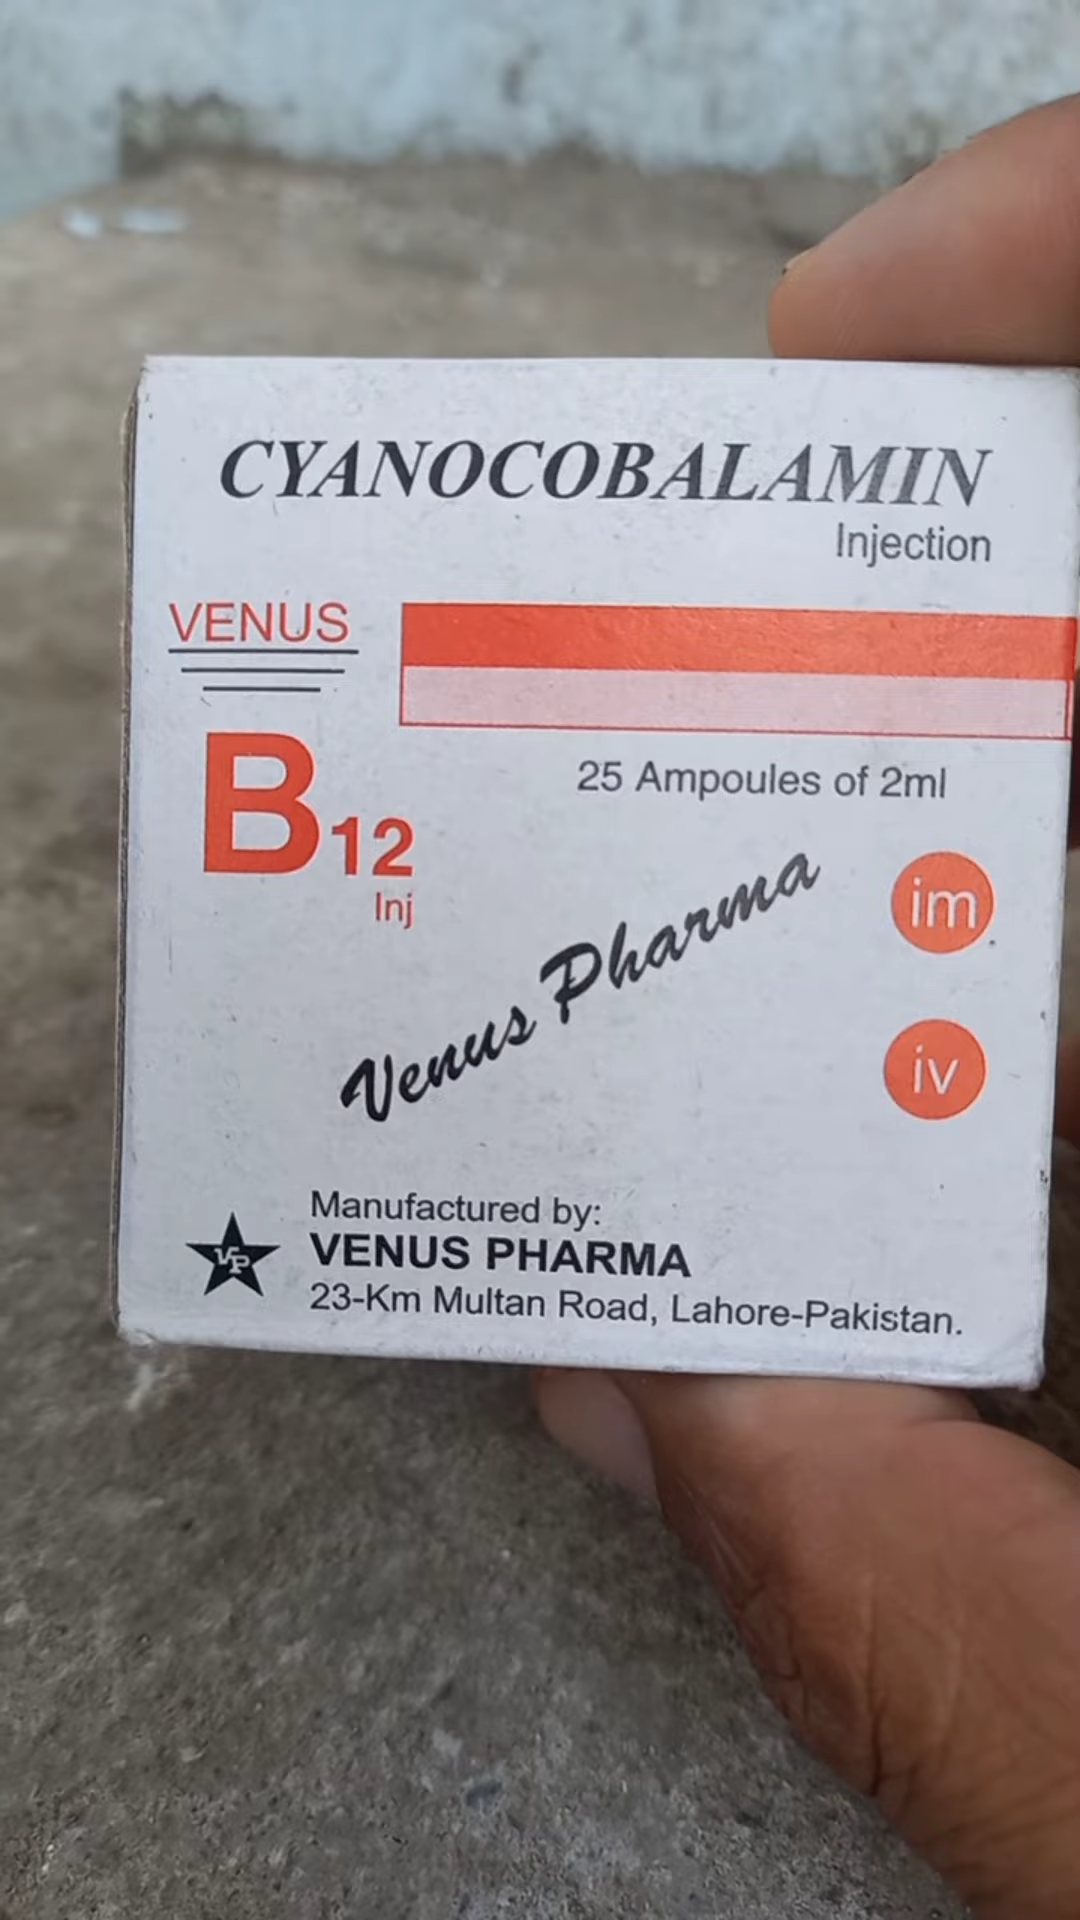 CYANOCOBALAMIN
Injection
VENUS
B12
Inj
25 Ampoules of 2ml
im
Venus Pharma
iv
VP
Manufactured by:
VENUS PHARMA
23-Km Multan Road, Lahore-Pakistan.